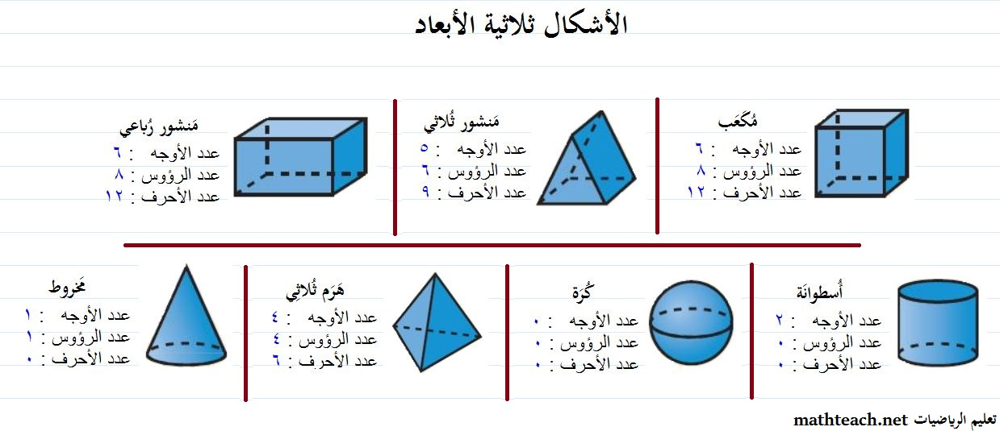 الأشكال ثلاثية الأبعاد
مُكَعَب
عدد الأوجه : ٦
عدد الرؤوس : ٨
عدد الأحرف : ١٢
مَنشور ثُلاثي
عدد الأوجه : ٥
عدد الرؤوس : ٦
عدد الأحرف : ٩
مَنشور رُباعي
عدد الأوجه : ٦
عدد الرؤوس : ٨
عدد الأحرف : ١٢
أُسطوانَة
عدد الأوجه : ٢
عدد الرؤوس : ٠
عدد الأحرف : ٠
كُرَة
عدد الأوجه : ٠
عدد الرؤوس : ٠
عدد الأحرف : ٠
هَرَم ثُلاثِي
عدد الأوجه : ٤
عدد الرؤوس : ٤
عدد الأحرف : ٦
مَخروط
عدد الأوجه : ١
عدد الرؤوس : ١
عدد الأحرف : ٠
تعليم الرياضيات mathteach.net